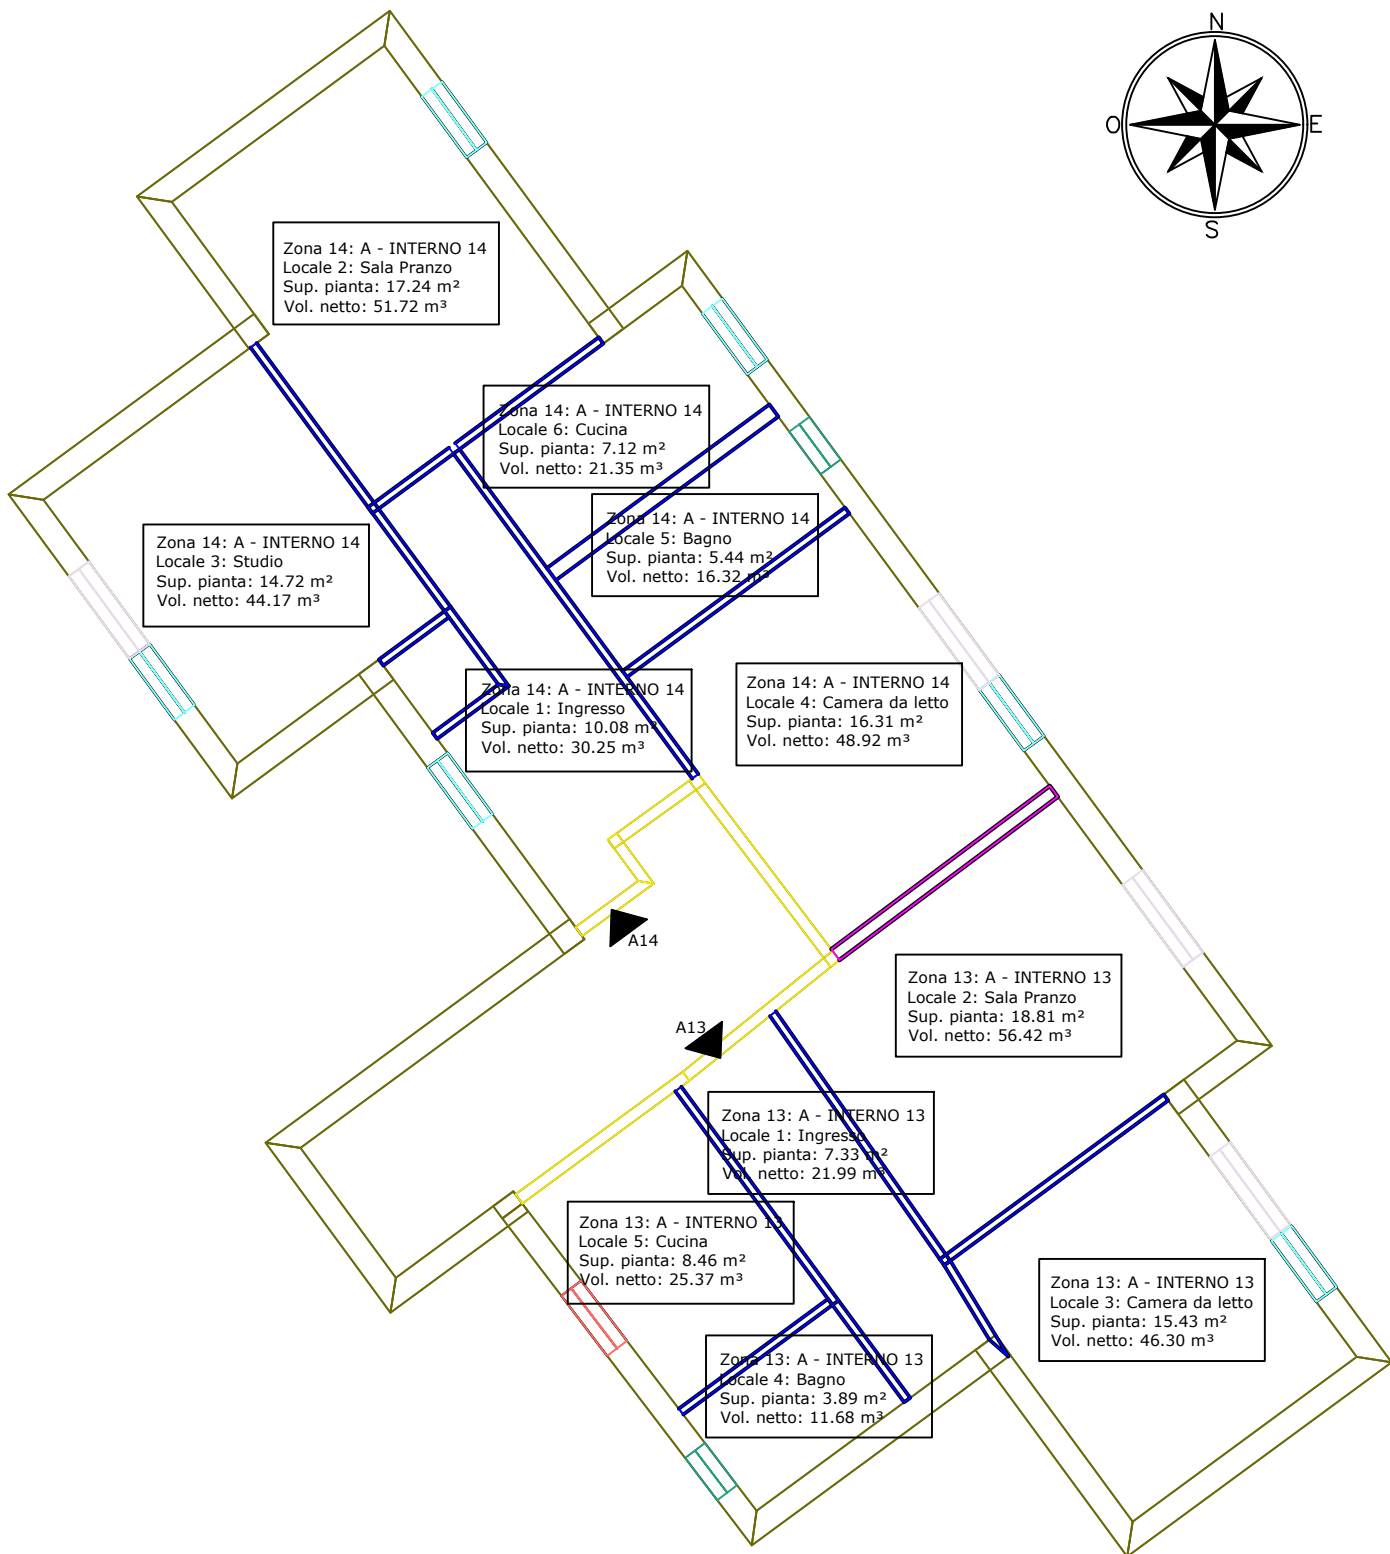 N
O
E
S
Zona 14: A - INTERNO 14
Locale 2: Sala Pranzo
Sup. pianta: 17.24 m²
Vol. netto: 51.72 m³
Zona 14: A - INTERNO 14
Locale 6: Cucina
Sup. pianta: 7.12 m²
Vol. netto: 21.35 m³
Zona 14: A - INTERNO 14
Locale 5: Bagno
Sup. pianta: 5.44 m²
Vol. netto: 16.32 m³
Zona 14: A - INTERNO 14
Locale 3: Studio
Sup. pianta: 14.72 m²
Vol. netto: 44.17 m³
Zona 14: A - INTERNO 14
Locale 1: Ingresso
Sup. pianta: 10.08 m²
Vol. netto: 30.25 m³
Zona 14: A - INTERNO 14
Locale 4: Camera da letto
Sup. pianta: 16.31 m²
Vol. netto: 48.92 m³
A14
A13
Zona 13: A - INTERNO 13
Locale 2: Sala Pranzo
Sup. pianta: 18.81 m²
Vol. netto: 56.42 m³
Zona 13: A - INTERNO 13
Locale 1: Ingresso
Sup. pianta: 7.33 m²
Vol. netto: 21.99 m³
Zona 13: A - INTERNO 13
Locale 5: Cucina
Sup. pianta: 8.46 m²
Vol. netto: 25.37 m³
Zona 13: A - INTERNO 13
Locale 3: Camera da letto
Sup. pianta: 15.43 m²
Vol. netto: 46.30 m³
Zona 13: A - INTERNO 13
Locale 4: Bagno
Sup. pianta: 3.89 m²
Vol. netto: 11.68 m³